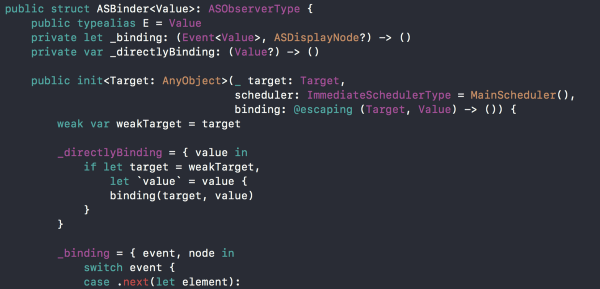 public struct ASBinder<Value>: ASObserverType {
    public typealias E = Value
    private let _binding: (Event<Value>, ASDisplayNode?) -> ()
    private var _directlyBinding: (Value?) -> ()

    public init<Target: AnyObject>(_ target: Target,
                                   scheduler: ImmediateSchedulerType = MainScheduler(),
                                   binding: @escaping (Target, Value) -> ()) {
        weak var weakTarget = target

        _directlyBinding = { value in
            if let target = weakTarget,
                let `value` = value {
                binding(target, value)
            }
        }

        _binding = { event, node in
            switch event {
            case .next(let element):